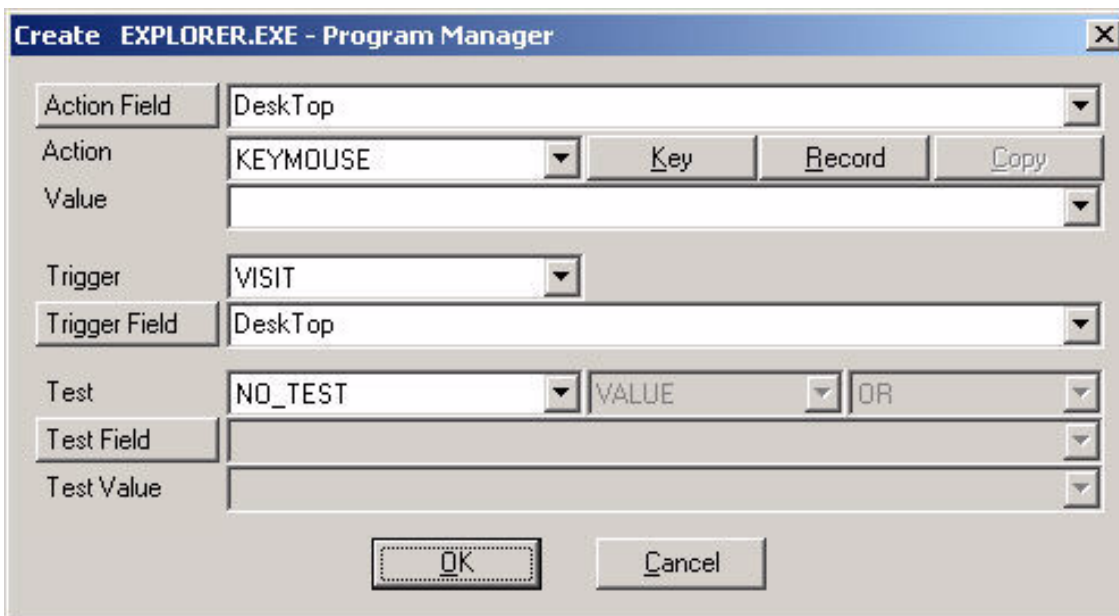 Create EXPLORER.EXE - Program Manager
Action Field DeskTop
Action KEYMOUSE Key Record Copy
Value
Trigger VISIT
Trigger Field DeskTop
Test NO_TEST VALUE OR
Test Field
Test Value
OK Cancel